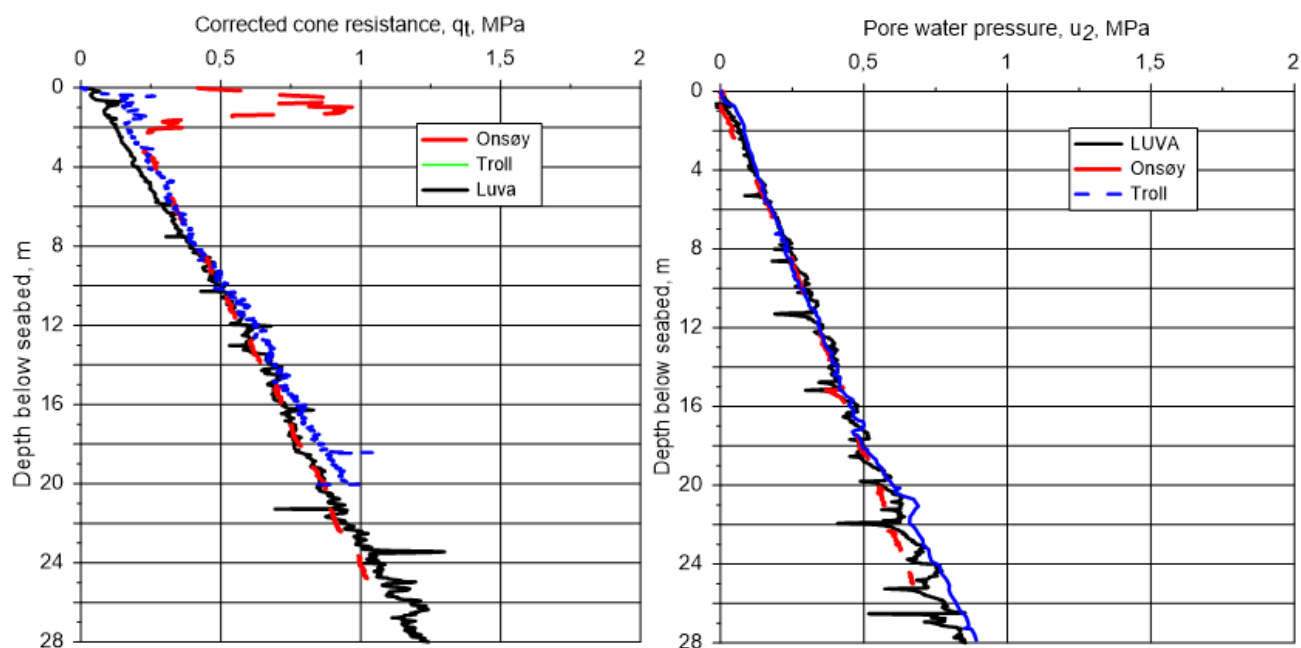 Corrected cone resistance, qt, MPa
0 0,5 1 1,5 2
Depth below seabed, m
0
4
8
12
16
20
24
28
Onsøy
Troll
Luva
Pore water pressure, u2, MPa
0 0,5 1 1,5 2
Depth below seabed, m
0
4
8
12
16
20
24
28
LUVA
Onsøy
Troll